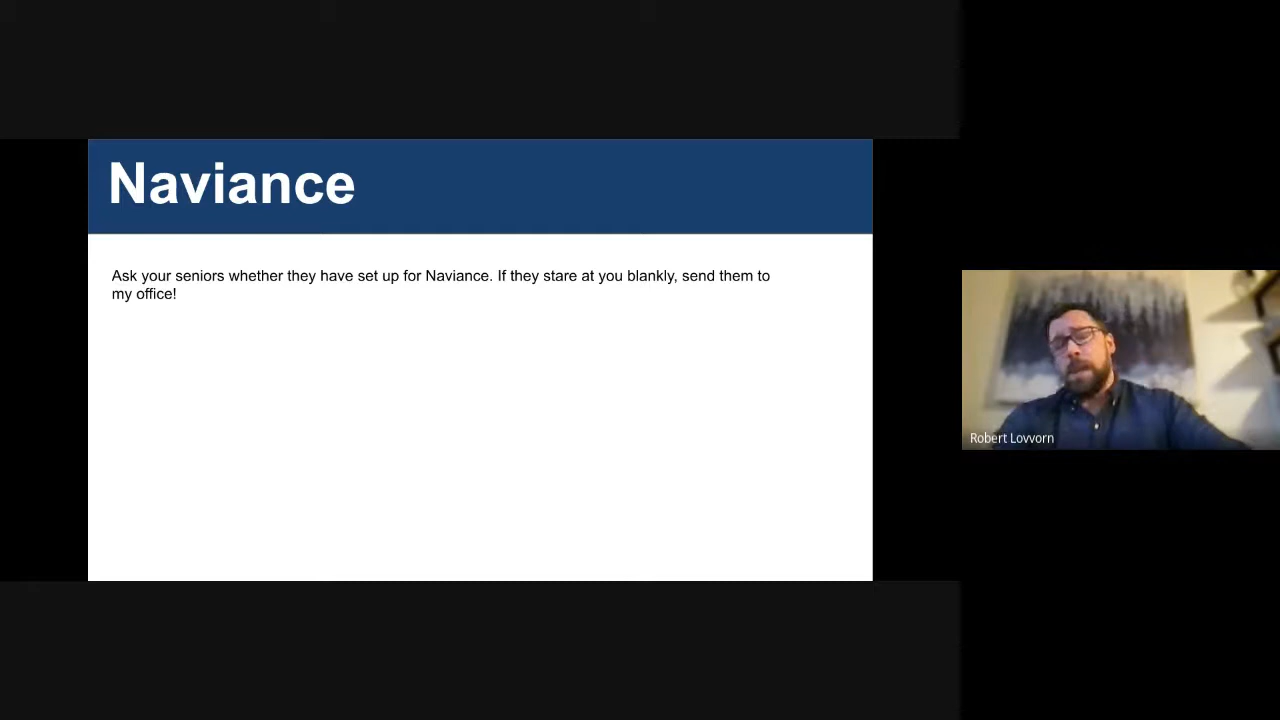 Naviance
Ask your seniors whether they have set up for Naviance. If they stare at you blankly, send them to
my office!
Robert Lovvorn